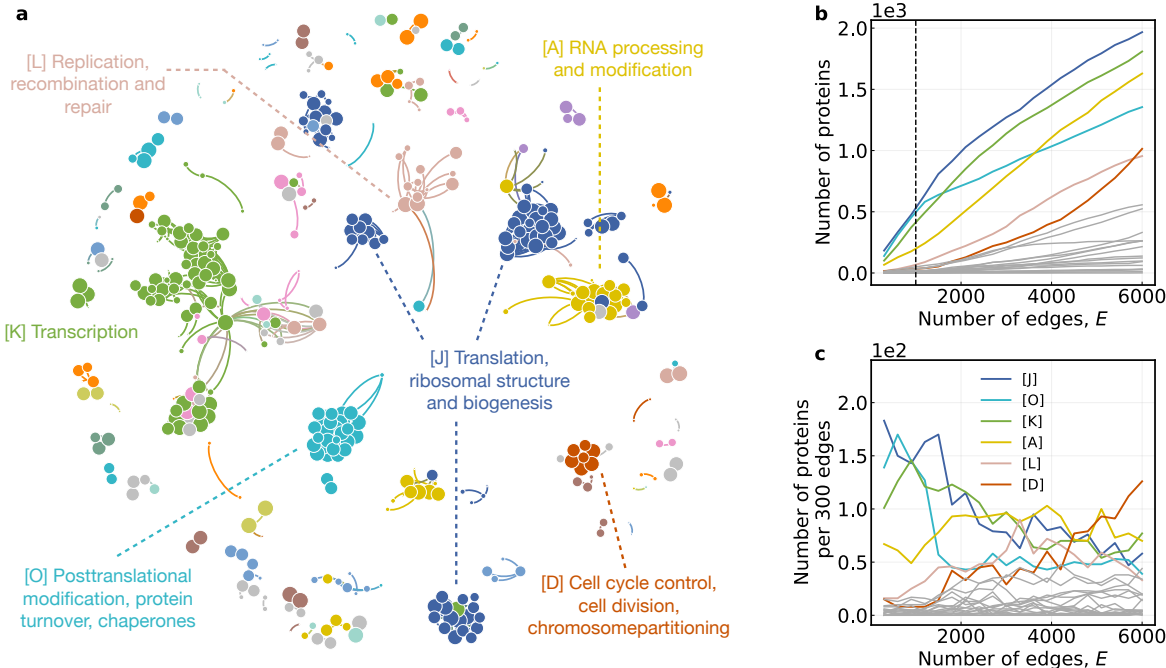 a
[L] Replication,
recombination and
repair
[A] RNA processing
and modification
[K] Transcription
[J] Translation,
ribosomal structure
and biogenesis
[O] Posttranslational
modification, protein
turnover, chaperones
[D] Cell cycle control,
cell division,
chromosomepartitioning
b
1e3
2.0
1.5
1.0
0.5
0.0
Number of proteins
2000
4000
6000
Number of edges, E
c
1e2
2.0
1.5
1.0
0.5
0.0
Number of proteins
per 300 edges
[J]
[O]
[K]
[A]
[L]
[D]
2000
4000
6000
Number of edges, E